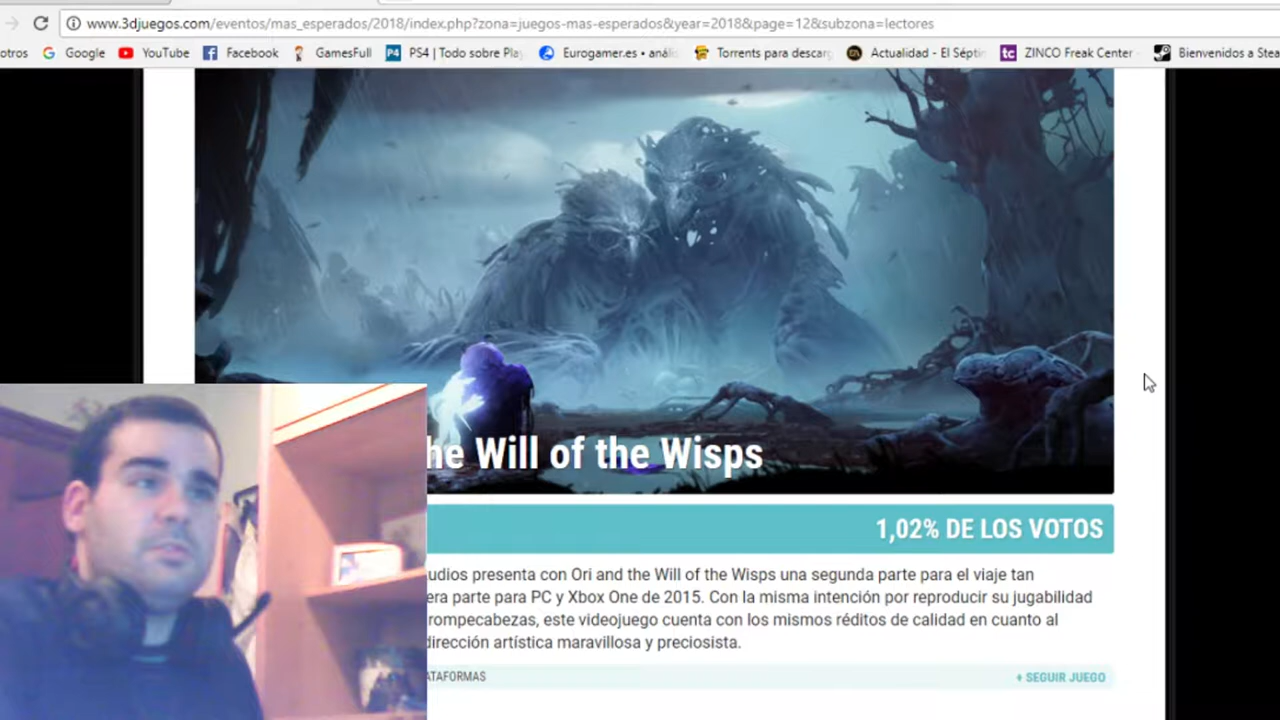 www.3djuegos.com/eventos/mas_esperados/2018/index.php?zona=juegos-mas-esperados&year=2018&page=12&subzona=lectores
otros Google YouTube Facebook GamesFull PS4 | Todo sobre Play Eurogamer.es • anális Torrents para descarg Actualidad - El Séptim ZINCO Freak Center Bienvenidos a Stea
he Will of the Wisps
1,02% DE LOS VOTOS
udios presenta con Ori and the Will of the Wisps una segunda parte para el viaje tan
era parte para PC y Xbox One de 2015. Con la misma intención por reproducir su jugabilidad
rompecabezas, este videojuego cuenta con los mismos réditos de calidad en cuanto al
dirección artística maravillosa y preciosista.
ATAFORMAS
+ SEGUIR JUEGO